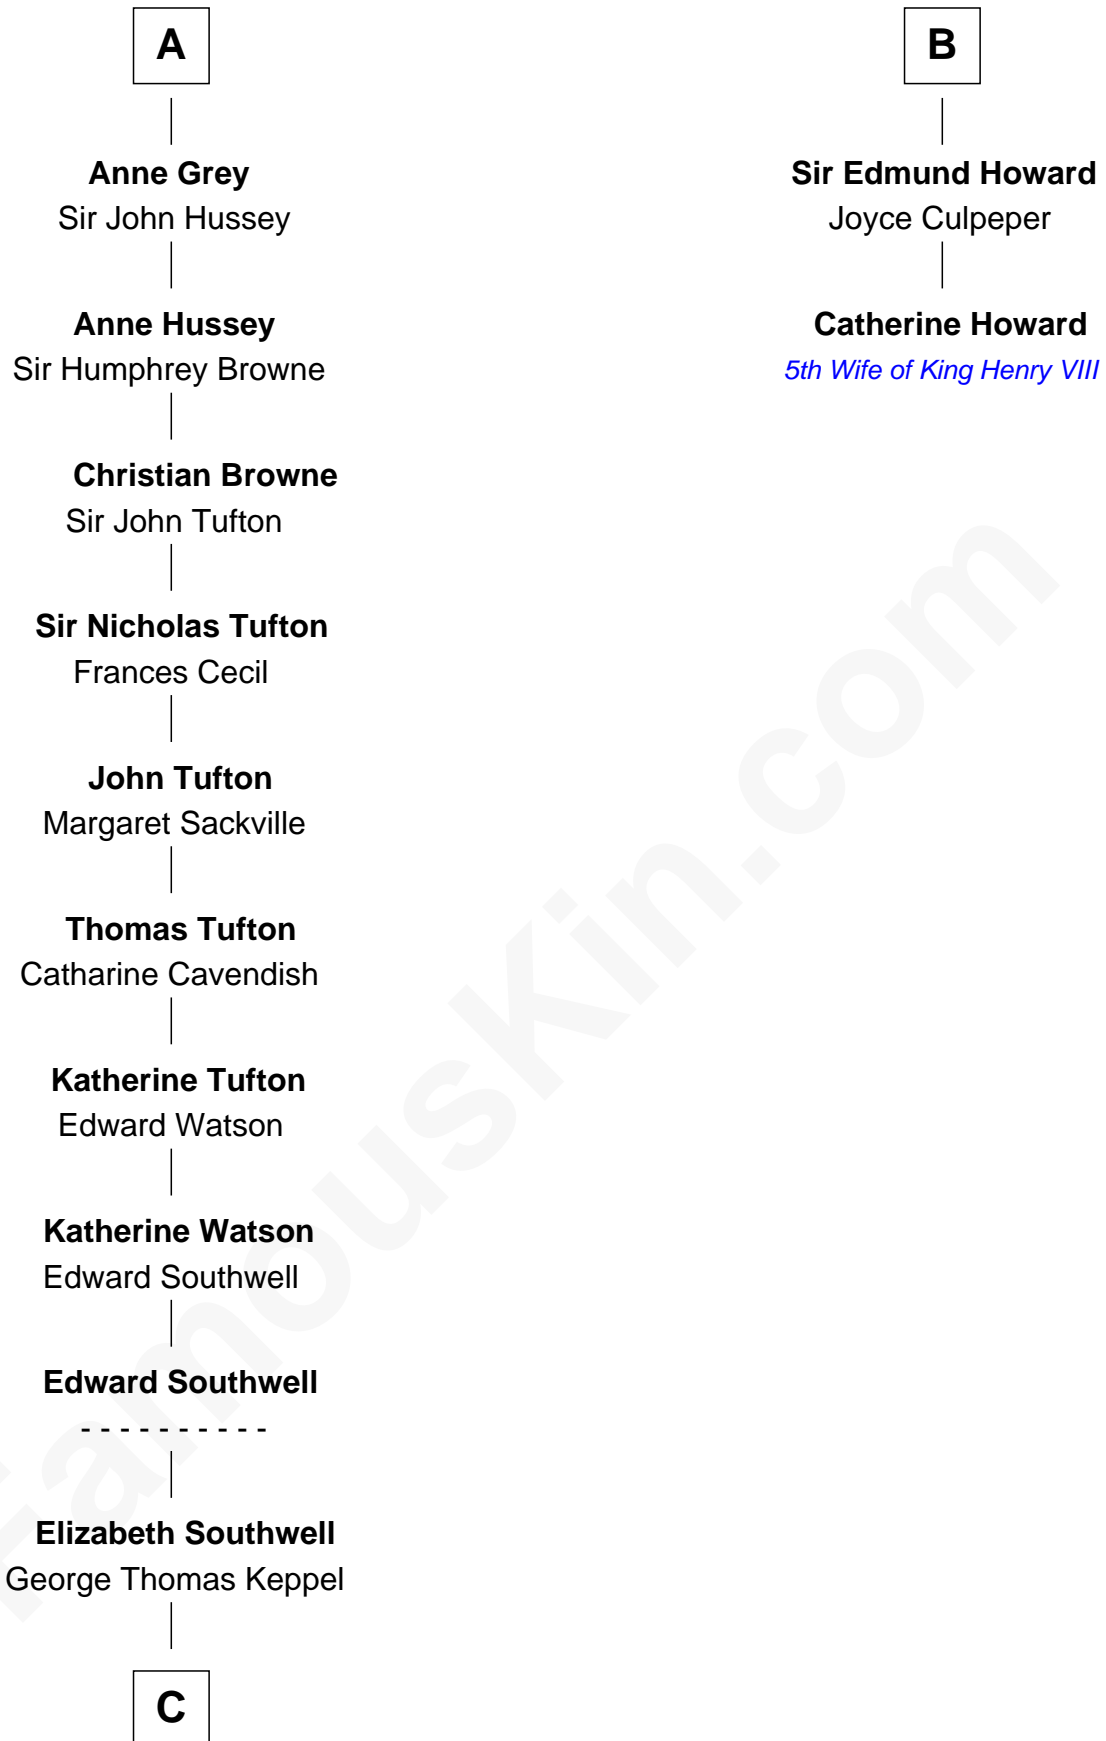 A
Anne Grey
Sir John Hussey
Anne Hussey
Sir Humphrey Browne
Christian Browne
Sir John Tufton
Sir Nicholas Tufton
Frances Cecil
John Tufton
Margaret Sackville
Thomas Tufton
Catharine Cavendish
Katherine Tufton
Edward Watson
Katherine Watson
Edward Southwell
Edward Southwell
- - - - - - - - - -
Elizabeth Southwell
George Thomas Keppel
C
B
Sir Edmund Howard
Joyce Culpeper
Catherine Howard
5th Wife of King Henry VIII
FamousKin.com